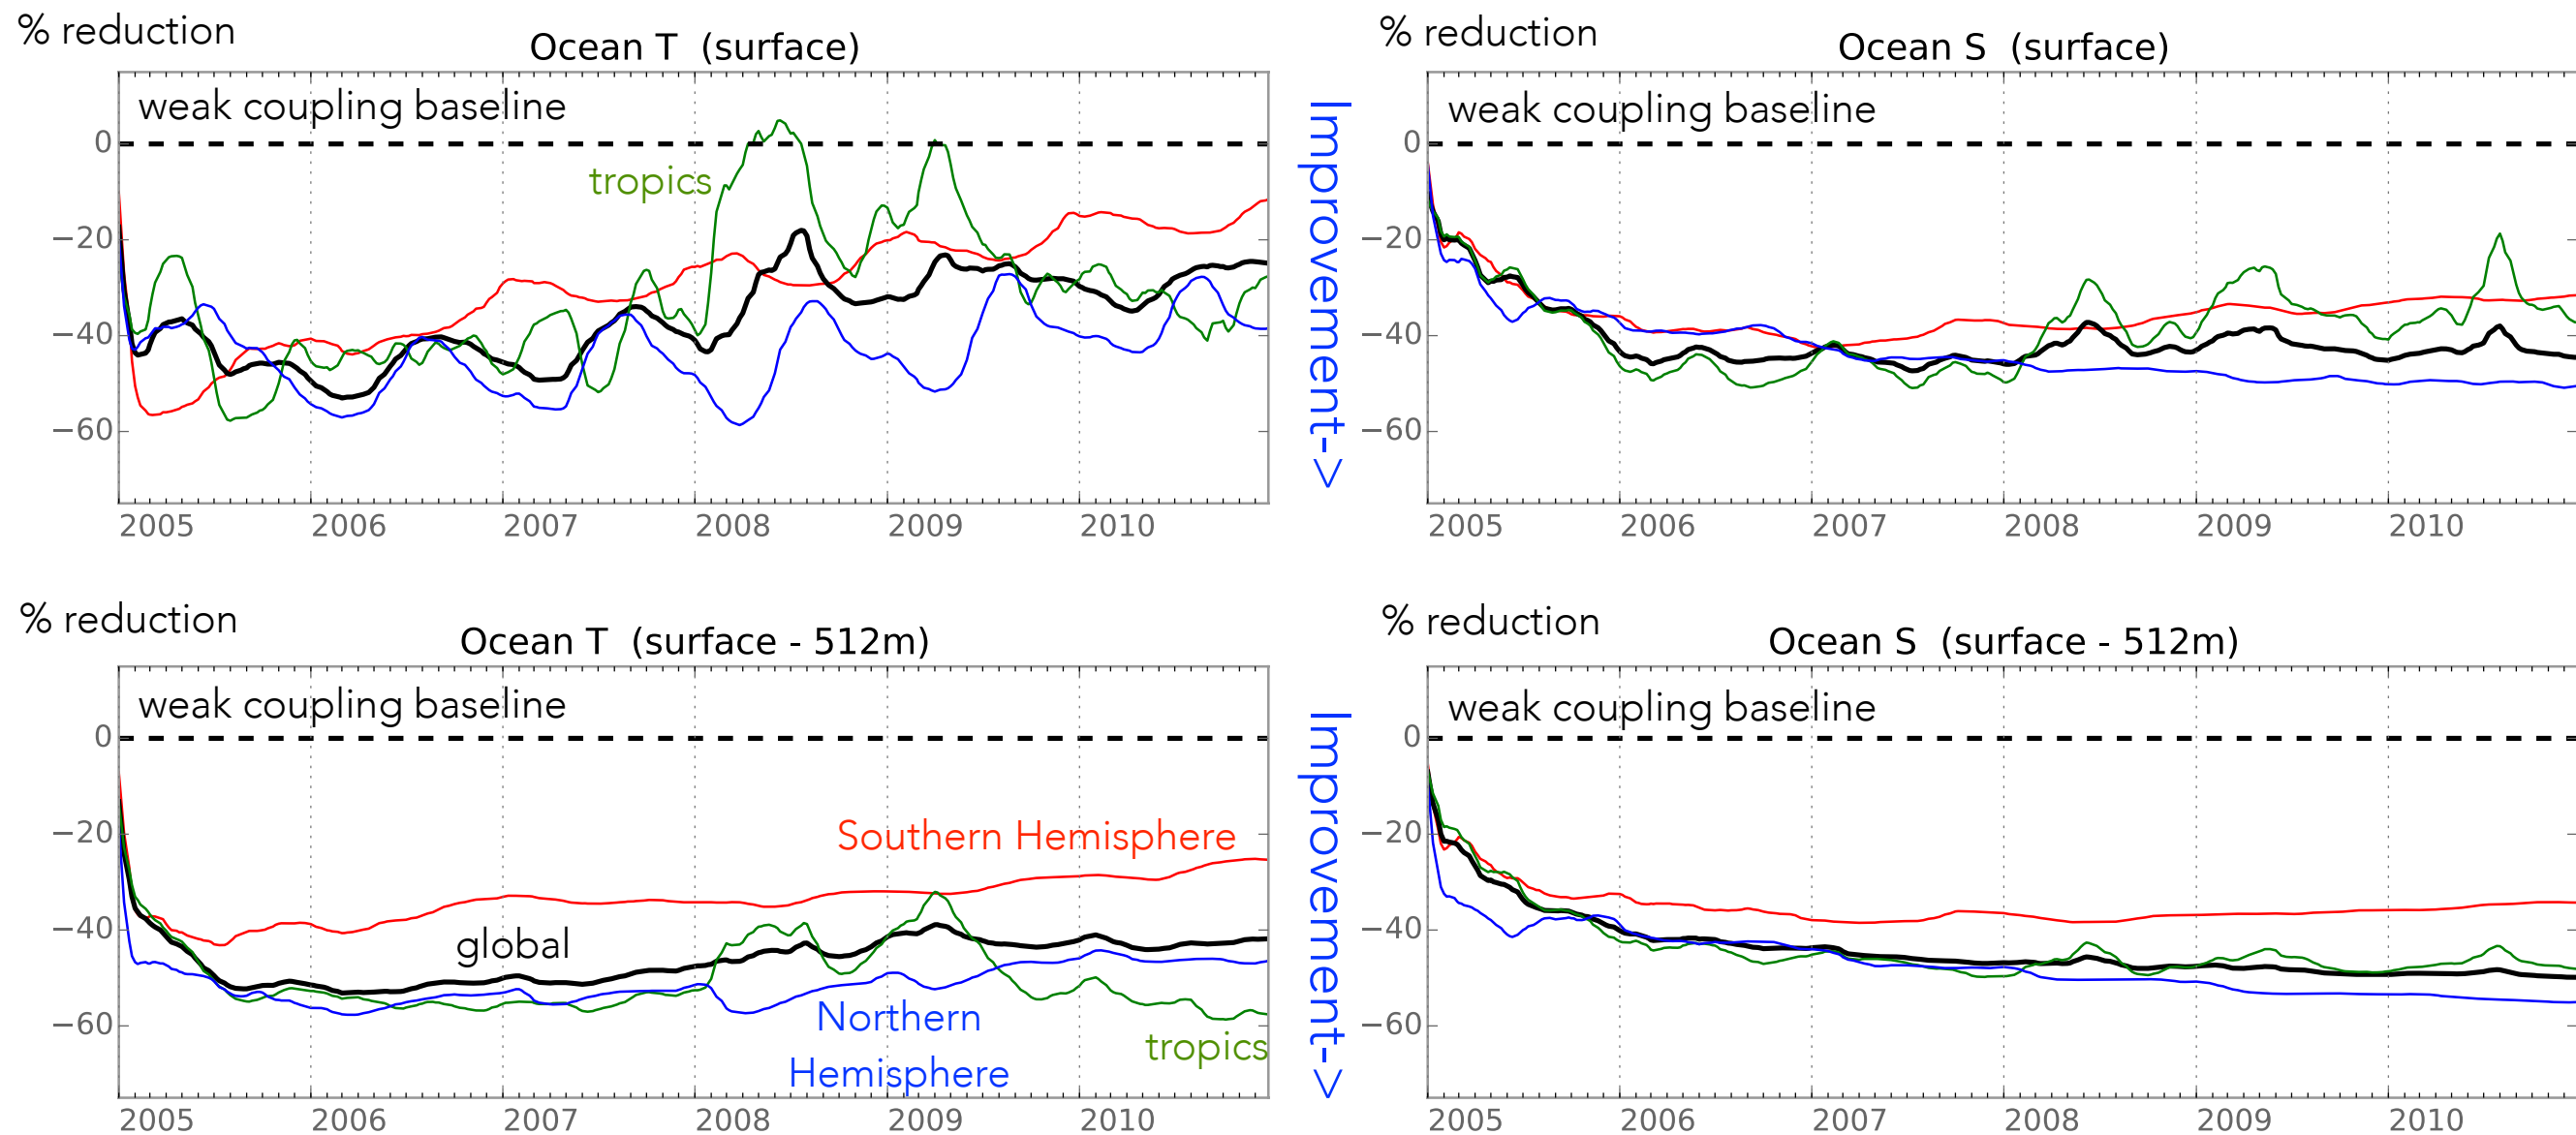 % reduction
Ocean T (surface)
weak coupling baseline
tropics
0
−20
−40
−60
2005 2006 2007 2008 2009 2010
Improvement->
% reduction
Ocean S (surface)
weak coupling baseline
0
−20
−40
−60
2005 2006 2007 2008 2009 2010
% reduction
Ocean T (surface - 512m)
weak coupling baseline
0
−20
−40
−60
Southern Hemisphere
global
Northern
Hemisphere
tropics
2005 2006 2007 2008 2009 2010
Improvement->
% reduction
Ocean S (surface - 512m)
weak coupling baseline
0
−20
−40
−60
2005 2006 2007 2008 2009 2010